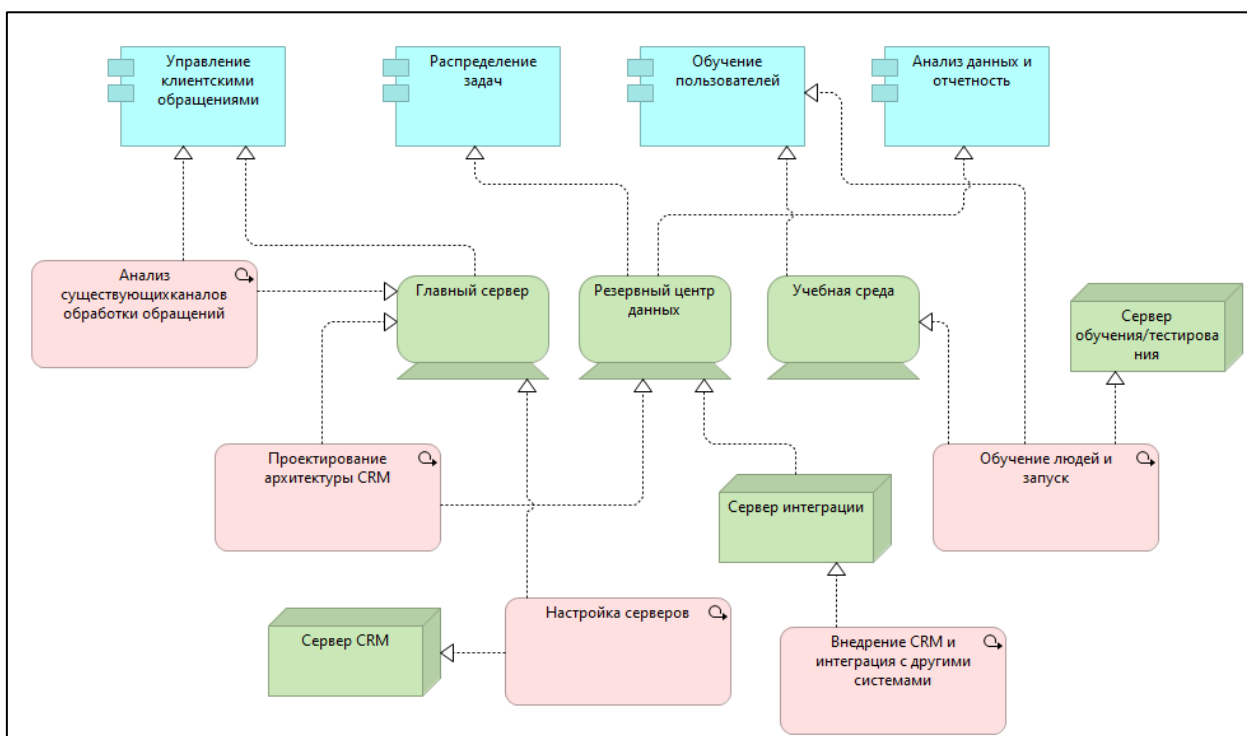 Управление
клиентскими
обращениями
Распределение
задач
Обучение
пользователей
Анализ данных и
отчетность
Анализ
существующихканалов
обработки обращений
Главный сервер
Резервный центр
данных
Учебная среда
Сервер
обучения/тестирова
ния
Проектирование
архитектуры CRM
Сервер интеграции
Обучение людей и
запуск
Сервер CRM
Настройка серверов
Внедрение CRM и
интеграция с другими
системами